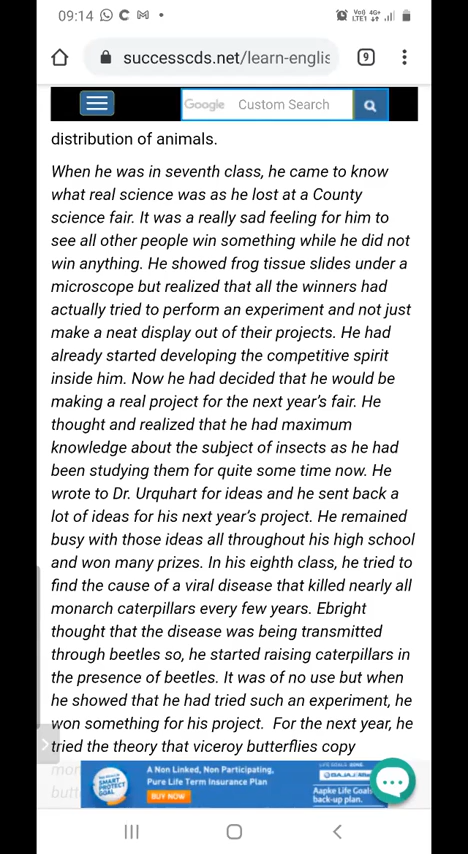 09:14
Vo9 4G+
LTE1
successcds.net/learn-englis
9
Google Custom Search
distribution of animals.
When he was in seventh class, he came to know
what real science was as he lost at a County
science fair. It was a really sad feeling for him to
see all other people win something while he did not
win anything. He showed frog tissue slides under a
microscope but realized that all the winners had
actually tried to perform an experiment and not just
make a neat display out of their projects. He had
already started developing the competitive spirit
inside him. Now he had decided that he would be
making a real project for the next year's fair. He
thought and realized that he had maximum
knowledge about the subject of insects as he had
been studying them for quite some time now. He
wrote to Dr. Urquhart for ideas and he sent back a
lot of ideas for his next year's project. He remained
busy with those ideas all throughout his high school
and won many prizes. In his eighth class, he tried to
find the cause of a viral disease that killed nearly all
monarch caterpillars every few years. Ebright
thought that the disease was being transmitted
through beetles so, he started raising caterpillars in
the presence of beetles. It was of no use but when
he showed that he had tried such an experiment, he
won something for his project. For the next year, he
tried the theory that viceroy butterflies copy
A Non Linked, Non Participating,
Pure Life Term Insurance Plan
BUY NOW
SMART
PROTECT
GOAL
BAJAJ
Aapke Life Goals
back-up plan.